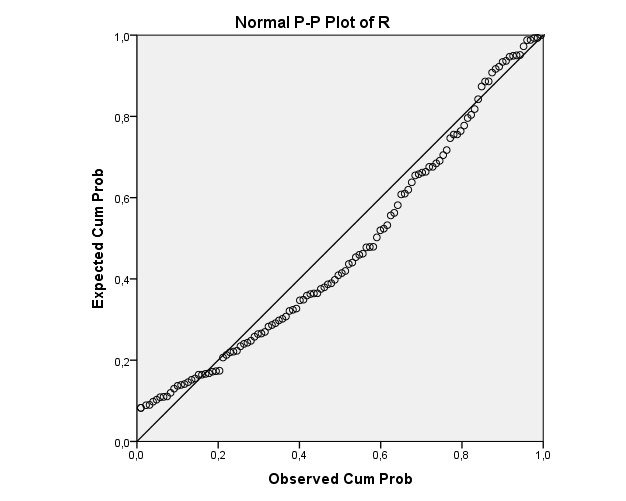 Normal P-P Plot of R
Expected Cum Prob
1,0
0,8
0,6
0,4
0,2
0,0
0,0 0,2 0,4 0,6 0,8 1,0
Observed Cum Prob